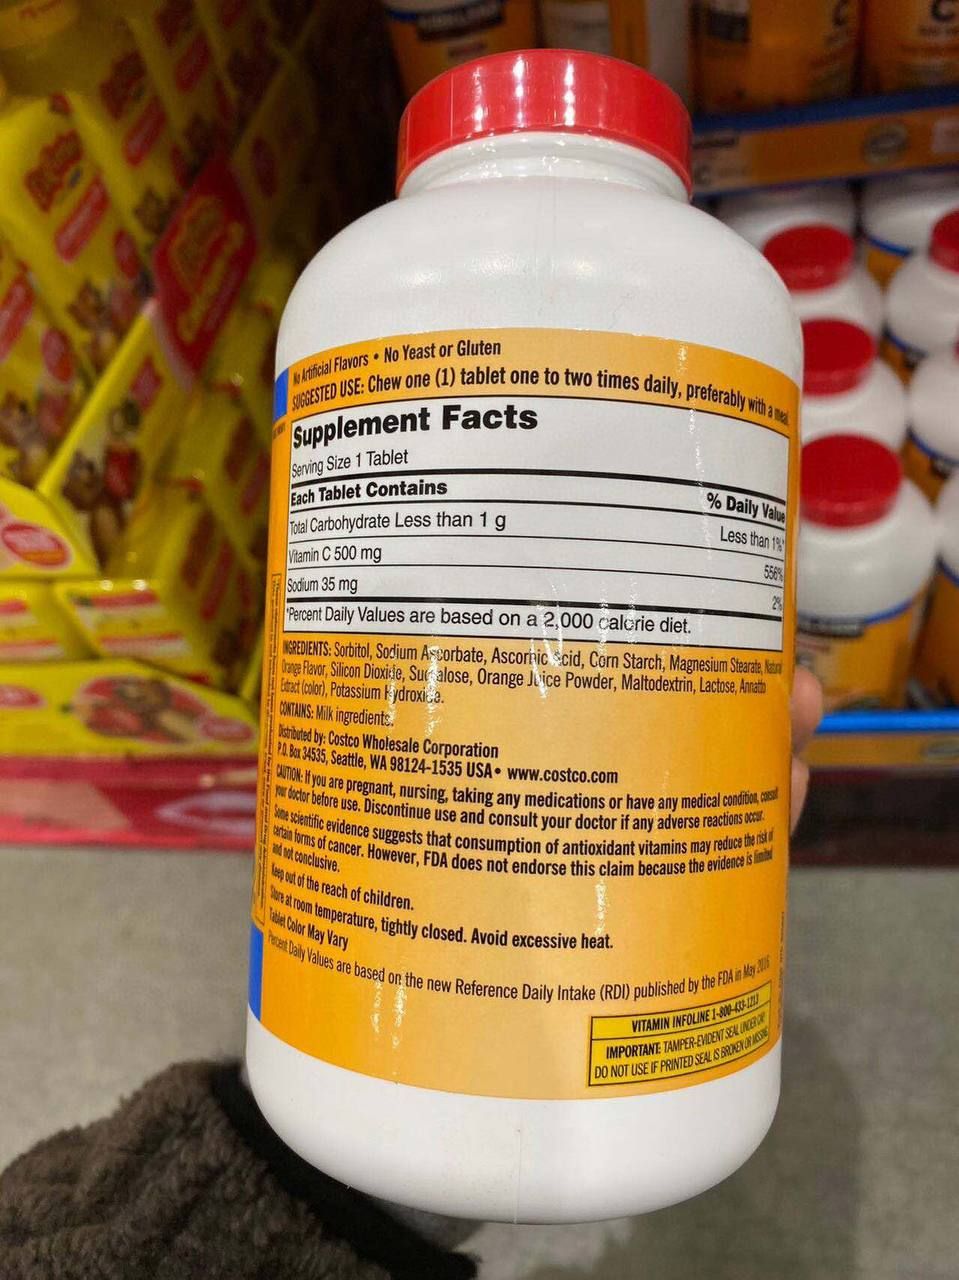 No Artificial Flavors • No Yeast or Gluten
SUGGESTED USE: Chew one (1) tablet one to two times daily, preferably with a meal
Supplement Facts
Serving Size 1 Tablet
Each Tablet Contains % Daily Value
Total Carbohydrate Less than 1 g Less than 1%*
Vitamin C 500 mg 556%
Sodium 35 mg 2%
*Percent Daily Values are based on a 2,000 calorie diet.
INGREDIENTS: Sorbitol, Sodium Ascorbate, Ascorbic Acid, Corn Starch, Magnesium Stearate, Natural
Orange Flavor, Silicon Dioxide, Sucralose, Orange Juice Powder, Maltodextrin, Lactose, Annatto
Extract (color), Potassium Hydroxide.
CONTAINS: Milk ingredients.
Distributed by: Costco Wholesale Corporation
P.O. Box 34535, Seattle, WA 98124-1535 USA • www.costco.com
CAUTION: If you are pregnant, nursing, taking any medications or have any medical condition, consult
your doctor before use. Discontinue use and consult your doctor if any adverse reactions occur.
Some scientific evidence suggests that consumption of antioxidant vitamins may reduce the risk of
certain forms of cancer. However, FDA does not endorse this claim because the evidence is limited
and not conclusive.
Keep out of the reach of children.
Store at room temperature, tightly closed. Avoid excessive heat.
Tablet Color May Vary
Percent Daily Values are based on the new Reference Daily Intake (RDI) published by the FDA in May 2016
VITAMIN INFOLINE 1-800-433-1213
IMPORTANT: TAMPER-EVIDENT SEAL UNDER CAP.
DO NOT USE IF PRINTED SEAL IS BROKEN OR MISSING.